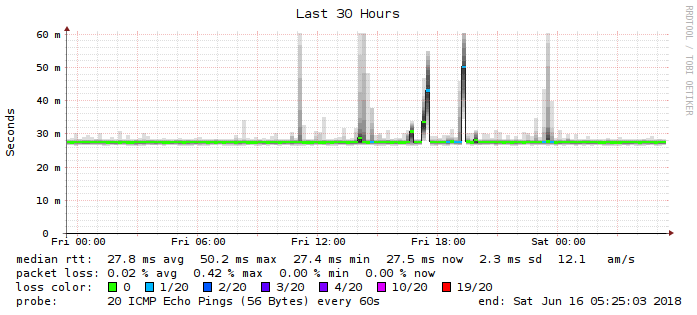 Last 30 Hours
RRDTOOL / TOBI OETIKER
Seconds
60 m
50 m
40 m
30 m
20 m
10 m
0
Fri 00:00 Fri 06:00 Fri 12:00 Fri 18:00 Sat 00:00
median rtt: 27.8 ms avg 50.2 ms max 27.4 ms min 27.5 ms now 2.3 ms sd 12.1 am/s
packet loss: 0.02 % avg 0.42 % max 0.00 % min 0.00 % now
loss color: 0 1/20 2/20 3/20 4/20 10/20 19/20
probe: 20 ICMP Echo Pings (56 Bytes) every 60s end: Sat Jun 16 05:25:03 2018